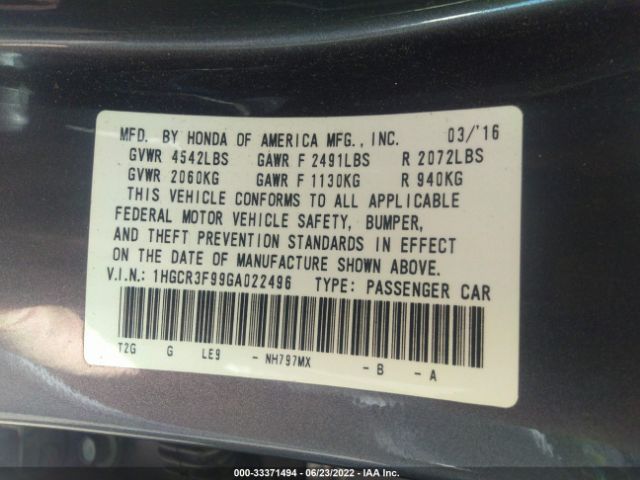 MFD. BY HONDA OF AMERICA MFG., INC. 03/'16
GVWR 4542LBS GAWR F 2491LBS R 2072LBS
GVWR 2060KG GAWR F 1130KG R 940KG
THIS VEHICLE CONFORMS TO ALL APPLICABLE
FEDERAL MOTOR VEHICLE SAFETY, BUMPER,
AND THEFT PREVENTION STANDARDS IN EFFECT
ON THE DATE OF MANUFACTURE SHOWN ABOVE.
V.I.N.: 1HGCR3F99GA022496 TYPE: PASSENGER CAR
T2G G LE9 - NH797MX - B - A
000-33371494 - 06/23/2022 - IAA Inc.